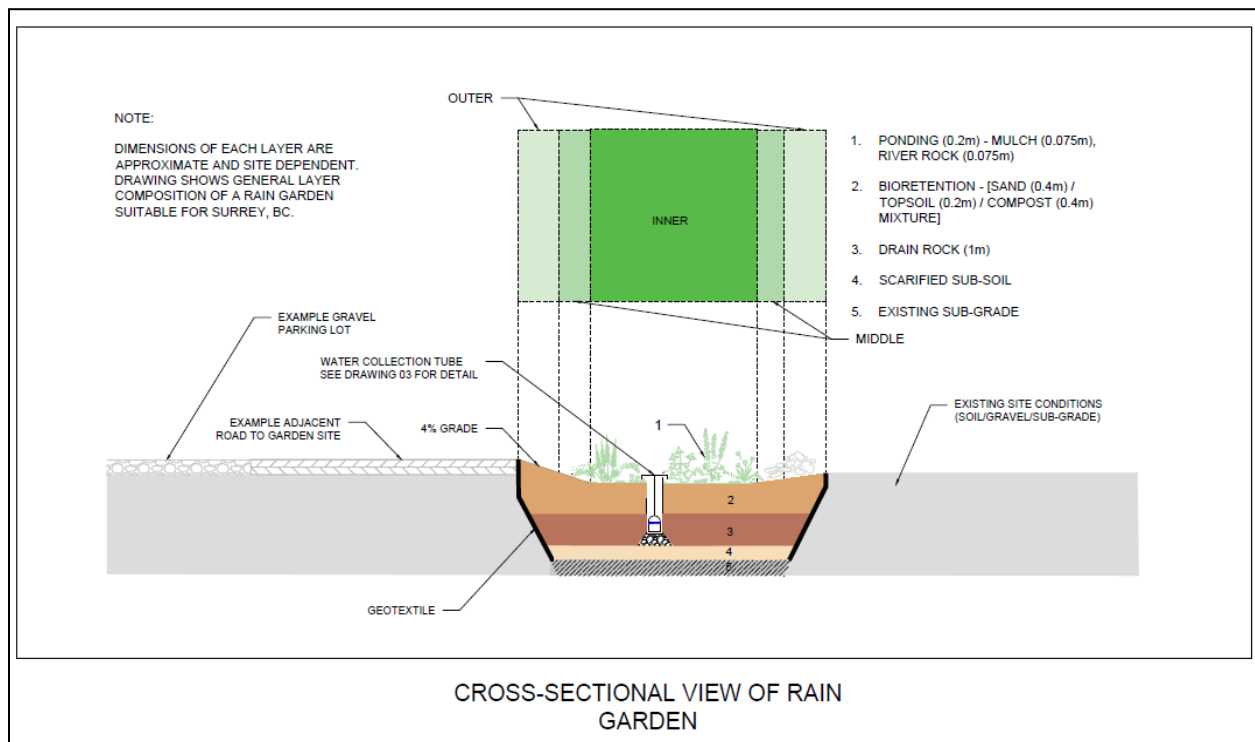 NOTE:
DIMENSIONS OF EACH LAYER ARE
APPROXIMATE AND SITE DEPENDENT.
DRAWING SHOWS GENERAL LAYER
COMPOSITION OF A RAIN GARDEN
SUITABLE FOR SURREY, BC.
OUTER
INNER
MIDDLE
1. PONDING (0.2m) - MULCH (0.075m),
RIVER ROCK (0.075m)
2. BIORETENTION - [SAND (0.4m) /
TOPSOIL (0.2m) / COMPOST (0.4m)
MIXTURE]
3. DRAIN ROCK (1m)
4. SCARIFIED SUB-SOIL
5. EXISTING SUB-GRADE
EXAMPLE GRAVEL
PARKING LOT
WATER COLLECTION TUBE
SEE DRAWING 03 FOR DETAIL
EXAMPLE ADJACENT
ROAD TO GARDEN SITE
4% GRADE
1
EXISTING SITE CONDITIONS
(SOIL/GRAVEL/SUB-GRADE)
2
3
4
5
GEOTEXTILE
CROSS-SECTIONAL VIEW OF RAIN
GARDEN